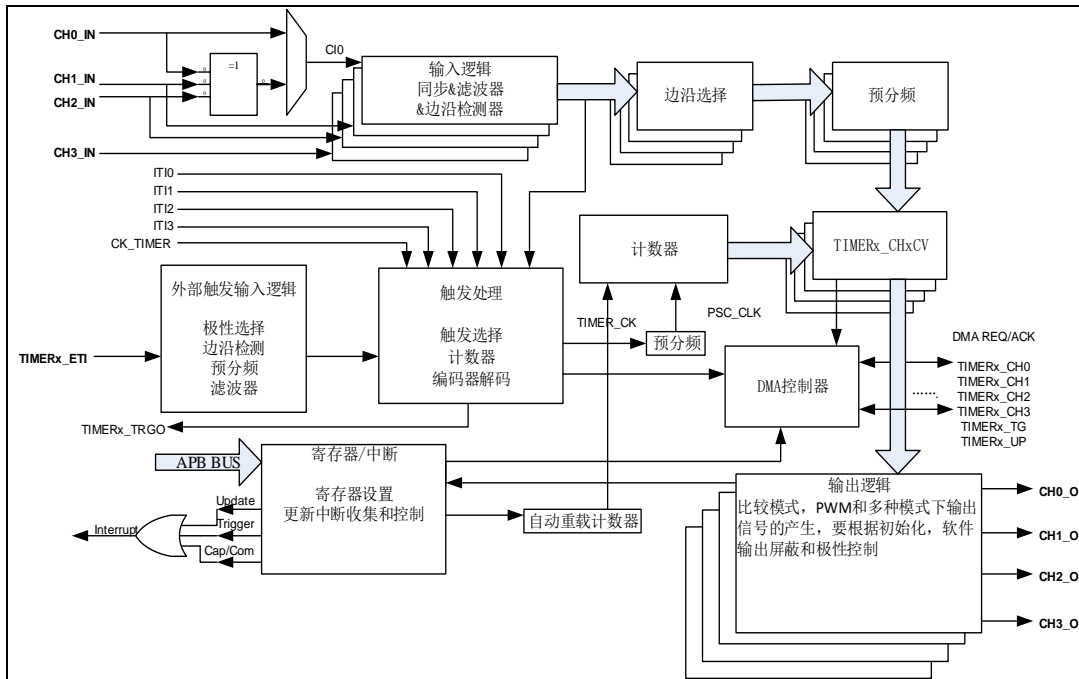 CH0_IN
CH1_IN
CH2_IN
CH3_IN
=1
CI0
输入逻辑
同步&滤波器
&边沿检测器
边沿选择
预分频
ITI0
ITI1
ITI2
ITI3
CK_TIMER
外部触发输入逻辑
极性选择
边沿检测
预分频
滤波器
TIMERx_ETI
触发处理
触发选择
计数器
编码器解码
TIMERx_TRGO
TIMER_CK
预分频
PSC_CLK
计数器
TIMERx_CHxCV
DMA控制器
DMA REQ/ACK
TIMERx_CH0
TIMERx_CH1
......
TIMERx_CH2
TIMERx_CH3
TIMERx_TG
TIMERx_UP
APB BUS
寄存器/中断
寄存器设置
更新中断收集和控制
Update
Trigger
Cap/Com
Interrupt
自动重载计数器
输出逻辑
比较模式，PWM和多种模式下输出
信号的产生，要根据初始化，软件
输出屏蔽和极性控制
CH0_O
CH1_O
CH2_O
CH3_O